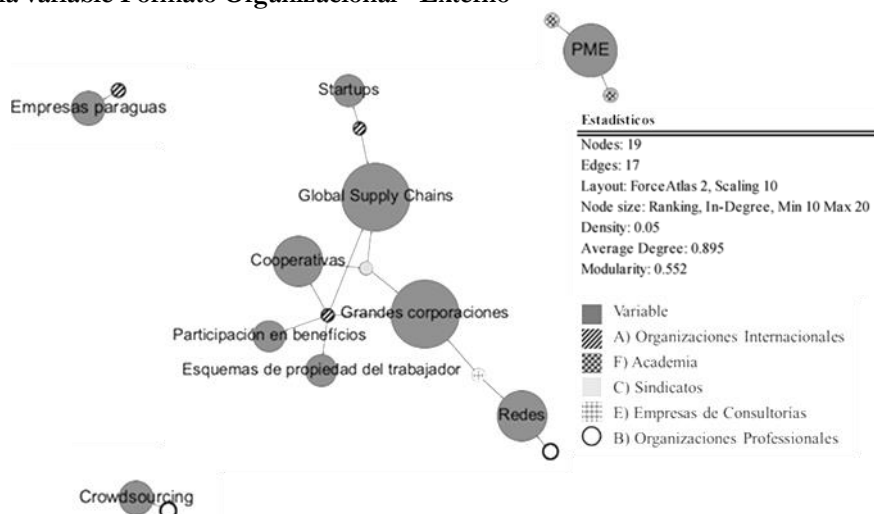 na variable Formato Organizacional - Externo
PME
Empresas paraguas
Startups
Global Supply Chains
Cooperativas
Grandes corporaciones
Participación en benefícios
Esquemas de propiedad del trabajador
Redes
Crowdsourcing
Estadísticos
Nodes: 19
Edges: 17
Layout: ForceAtlas 2, Scaling 10
Node size: Ranking, In-Degree, Min 10 Max 20
Density: 0.05
Average Degree: 0.895
Modularity: 0.552
Variable
A) Organizaciones Internacionales
F) Academia
C) Sindicatos
E) Empresas de Consultorías
B) Organizaciones Professionales